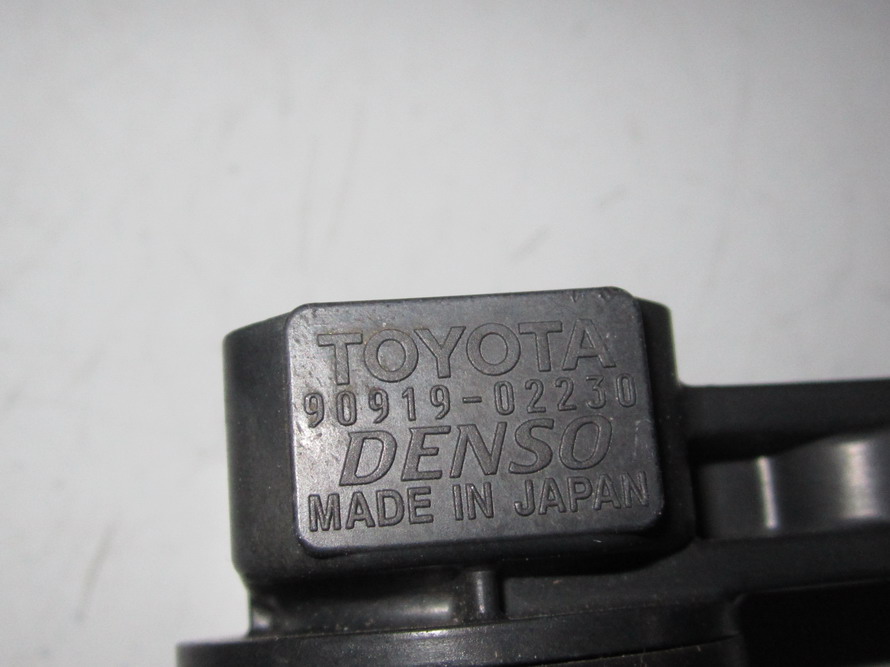 TOYOTA
90919-02230
DENSO
MADE IN JAPAN